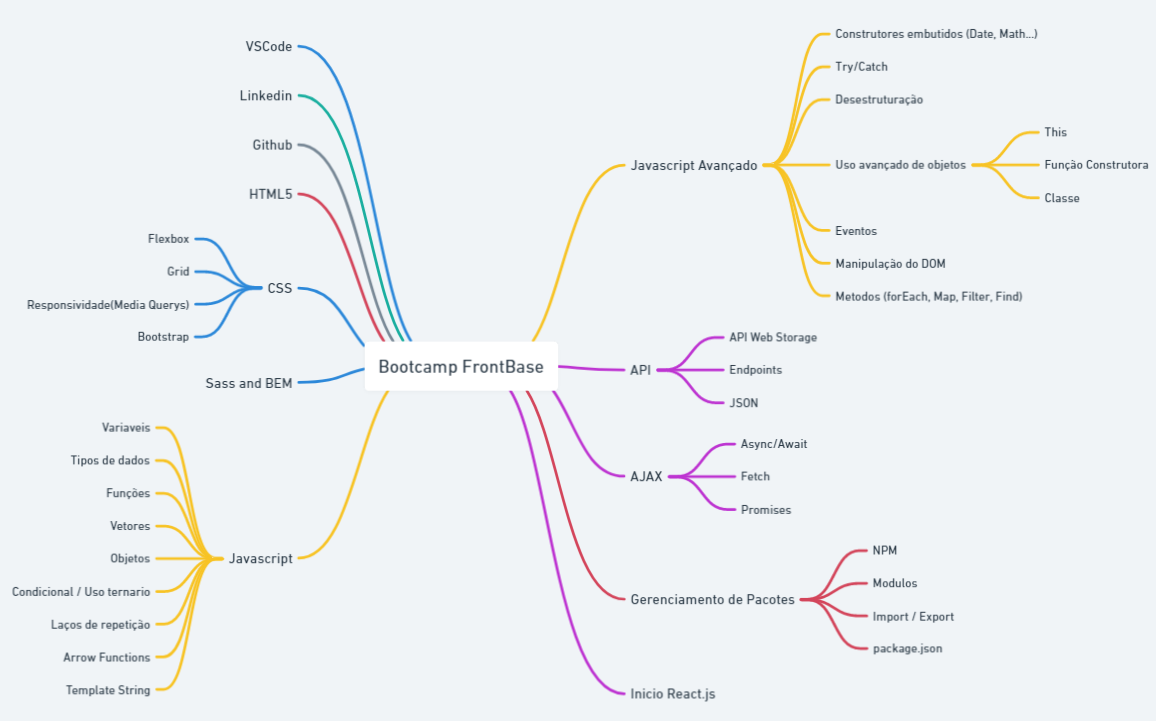 VSCode
Linkedin
Github
HTML5
Flexbox
Grid
Responsividade(Media Querys)
Bootstrap
CSS
Sass and BEM
Variaveis
Tipos de dados
Funções
Vetores
Objetos
Condicional / Uso ternario
Laços de repetição
Arrow Functions
Template String
Javascript
Bootcamp FrontBase
Javascript Avançado
Construtores embutidos (Date, Math...)
Try/Catch
Desestruturação
Uso avançado de objetos
This
Função Construtora
Classe
Eventos
Manipulação do DOM
Metodos (forEach, Map, Filter, Find)
API
API Web Storage
Endpoints
JSON
AJAX
Async/Await
Fetch
Promises
Gerenciamento de Pacotes
NPM
Modulos
Import / Export
package.json
Inicio React.js